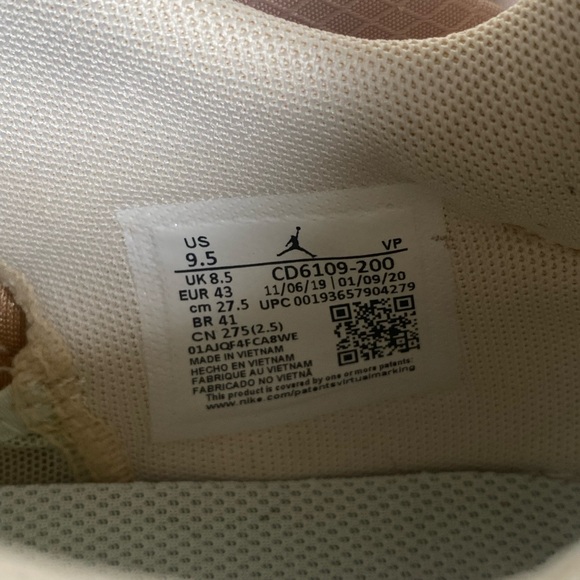 US VP
9.5
UK 8.5 CD6109-200
EUR 43 11/06/19 | 01/09/20
cm 27.5 UPC 00193657904279
BR 41
CN 275(2.5)
01AJQF4FCA8WE
MADE IN VIETNAM
HECHO EN VIETNAM
FABRIQUE AU VIETNAM
FABRICADO NO VIETNÃ
This product is covered by one or more patents:
www.nike.com/patentsvirtualmarking